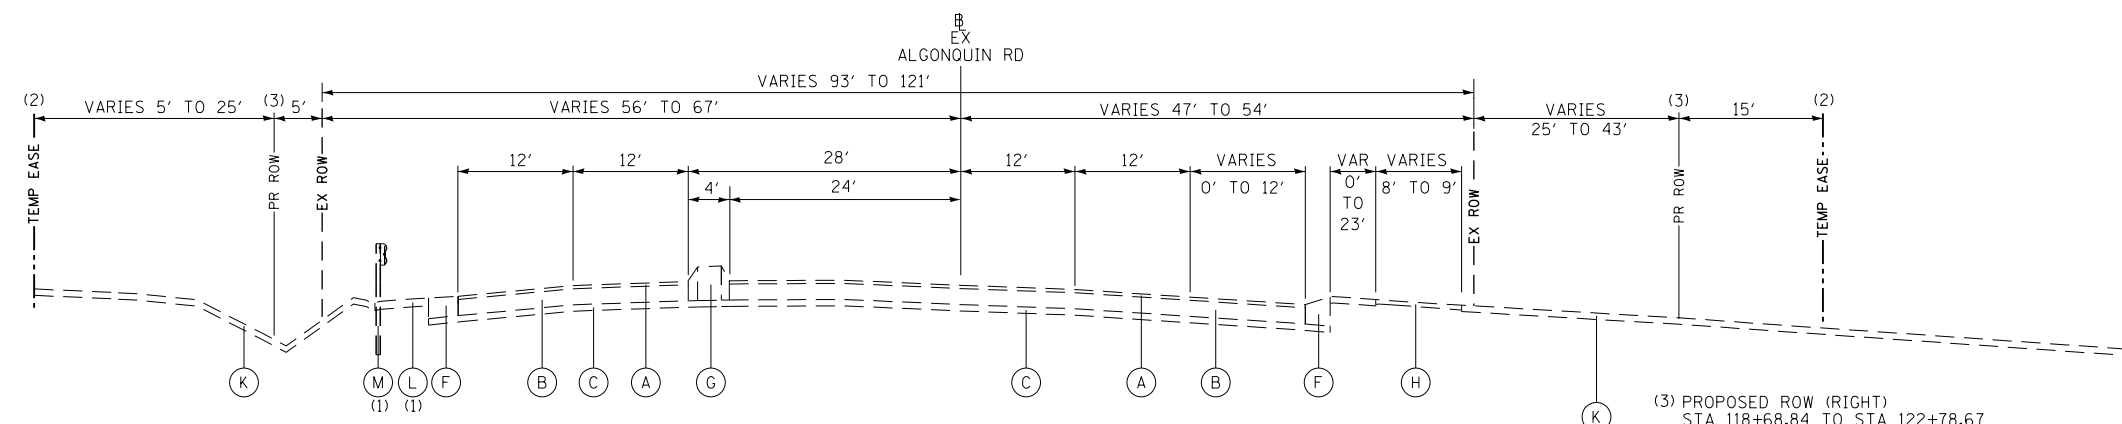 ℄
EX
ALGONQUIN RD
VARIES 93' TO 121'
(2) VARIES 5' TO 25' (3) 5' VARIES 56' TO 67' VARIES 47' TO 54' VARIES 25' TO 43' (3) 15' (2)
TEMP EASE
PR ROW
EX ROW
12' 12' 28' 12' 12' VARIES 0' TO 12' VAR 0' TO 23' VARIES 8' TO 9'
4' 24'
EX ROW
PR ROW
TEMP EASE
K M L F B C A G C A B F H
(1) (1)
K
(3) PROPOSED ROW (RIGHT)
STA 118+68.84 TO STA 122+78.67